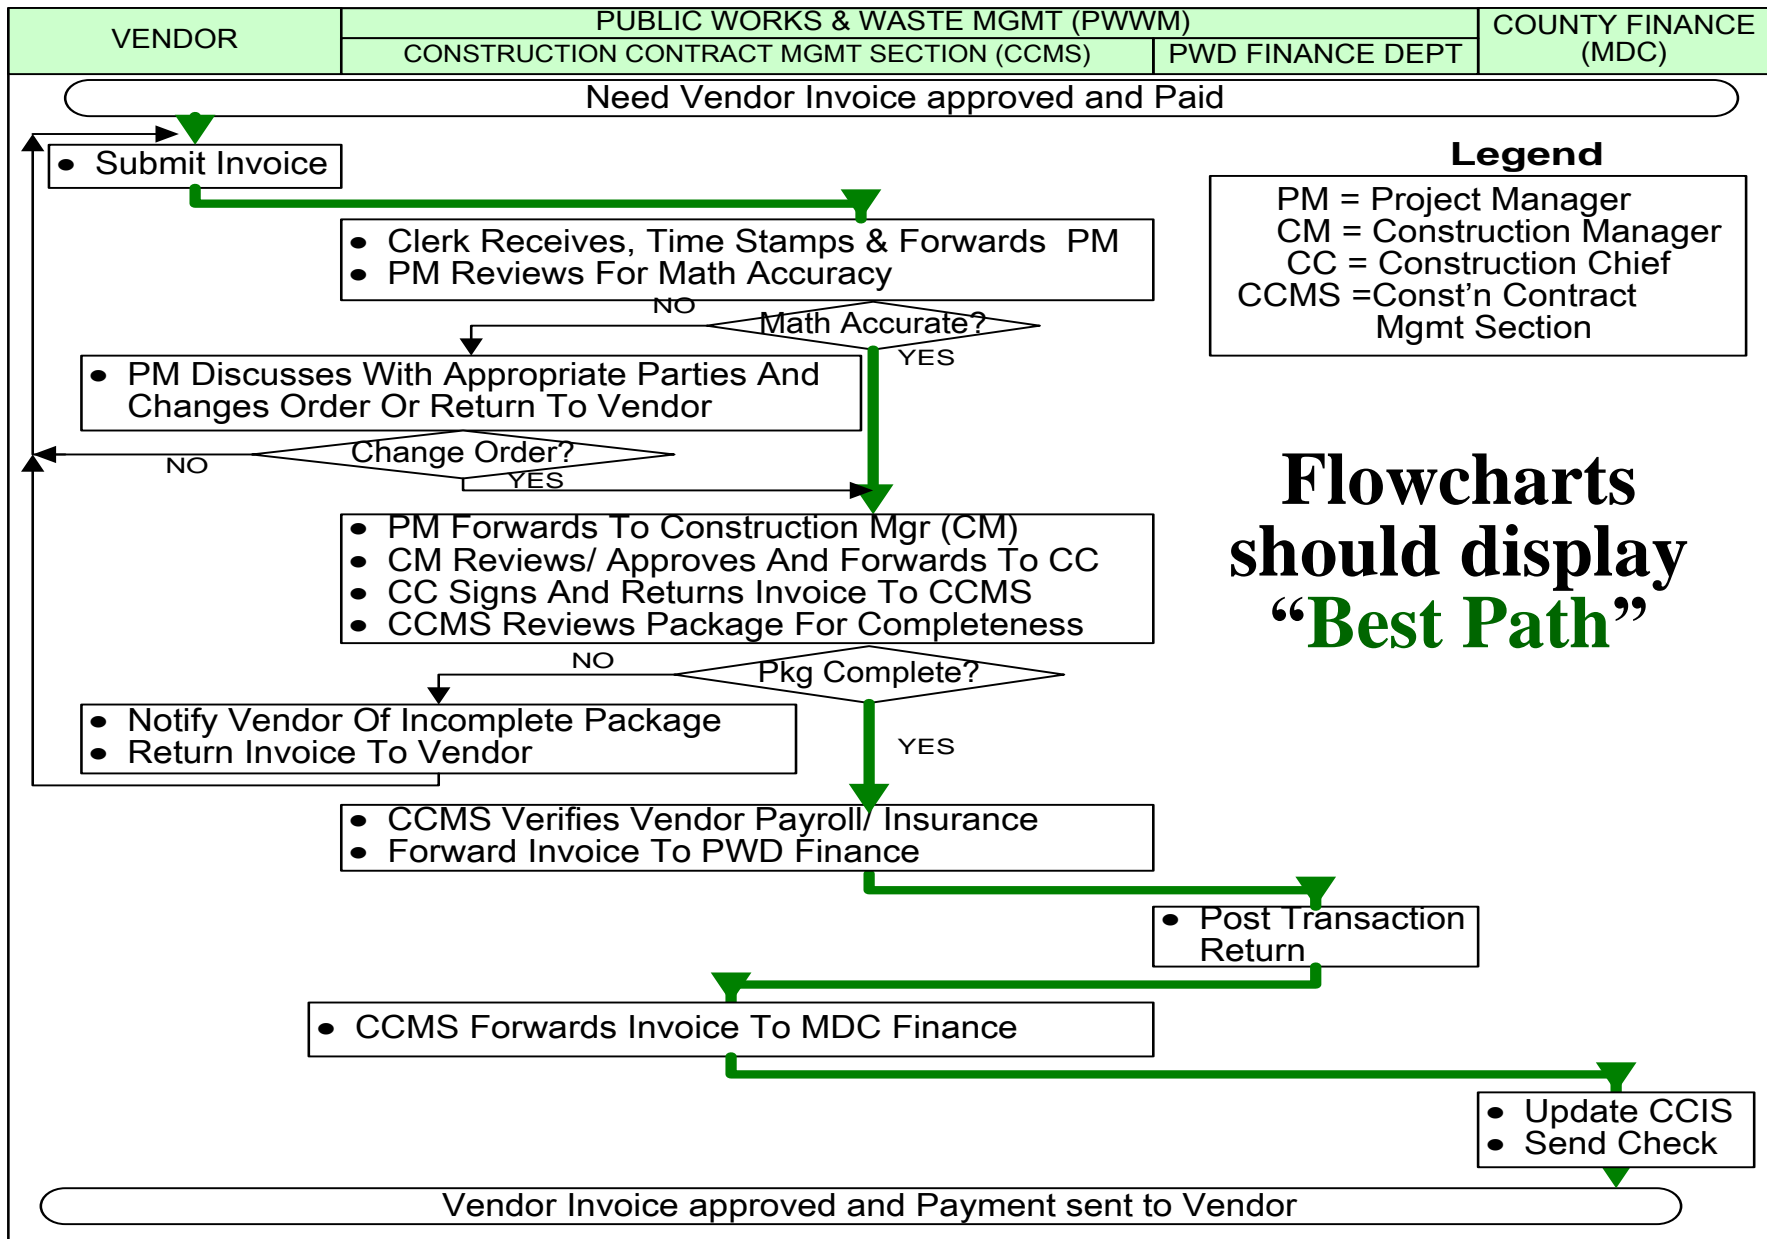 VENDOR
PUBLIC WORKS & WASTE MGMT (PWWM)
CONSTRUCTION CONTRACT MGMT SECTION (CCMS)
PWD FINANCE DEPT
COUNTY FINANCE
(MDC)
Need Vendor Invoice approved and Paid
• Submit Invoice
Legend
PM = Project Manager
CM = Construction Manager
CC = Construction Chief
CCMS =Const'n Contract
Mgmt Section
• Clerk Receives, Time Stamps & Forwards PM
• PM Reviews For Math Accuracy
NO
Math Accurate?
YES
• PM Discusses With Appropriate Parties And
Changes Order Or Return To Vendor
Change Order?
NO
YES
Flowcharts
should display
“Best Path”
• PM Forwards To Construction Mgr (CM)
• CM Reviews/ Approves And Forwards To CC
• CC Signs And Returns Invoice To CCMS
• CCMS Reviews Package For Completeness
NO
Pkg Complete?
YES
• Notify Vendor Of Incomplete Package
• Return Invoice To Vendor
• CCMS Verifies Vendor Payroll/ Insurance
• Forward Invoice To PWD Finance
• Post Transaction
Return
• CCMS Forwards Invoice To MDC Finance
• Update CCIS
• Send Check
Vendor Invoice approved and Payment sent to Vendor